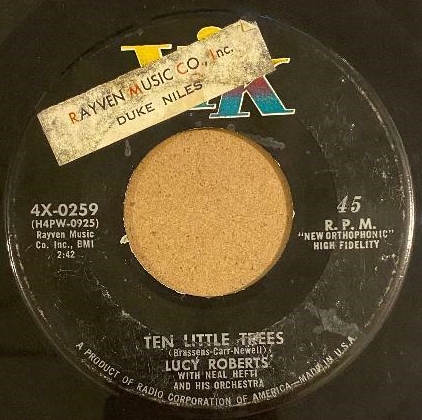 RAYVEN MUSIC CO., Inc.
DUKE NILES
4X-0259
(H4PW-0925)
Rayven Music
Co. Inc., BMI
2:42
45
R.P.M.
"NEW ORTHOPHONIC"
HIGH FIDELITY
TEN LITTLE TREES
(Brassens-Carr-Newell)
LUCY ROBERTS
WITH NEAL HEFTI
AND HIS ORCHESTRA
A PRODUCT OF RADIO CORPORATION OF AMERICA—MADE IN U.S.A.